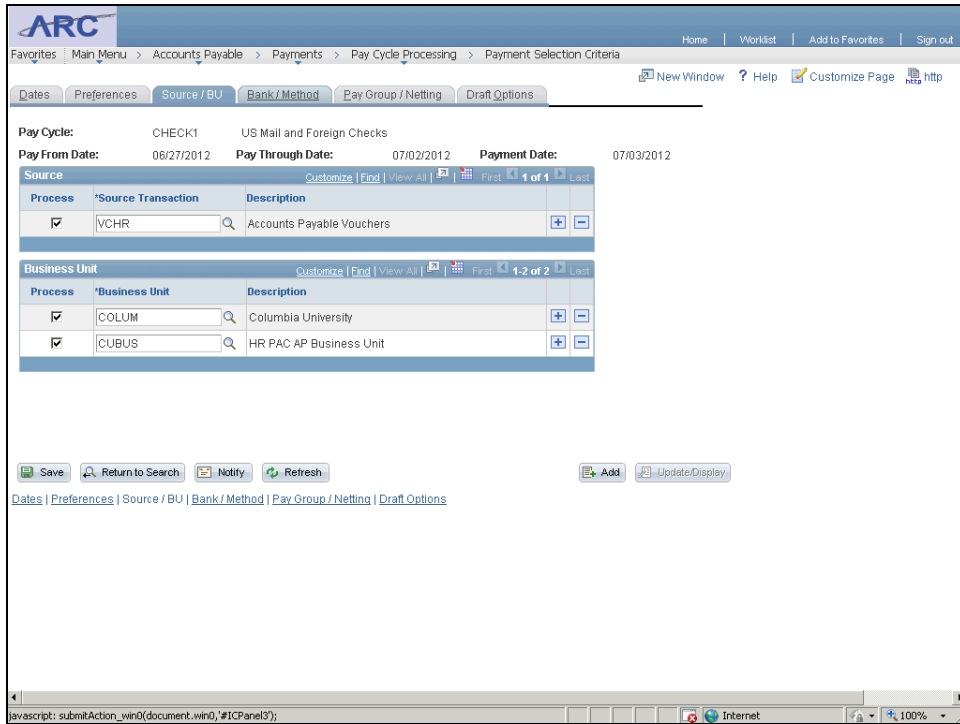 ARC
Home | Worklist | Add to Favorites | Sign out
Favorites Main Menu > Accounts Payable > Payments > Pay Cycle Processing > Payment Selection Criteria
New Window ? Help Customize Page http
Dates Preferences Source / BU Bank / Method Pay Group / Netting Draft Options
Pay Cycle: CHECK1 US Mail and Foreign Checks
Pay From Date: 06/27/2012 Pay Through Date: 07/02/2012 Payment Date: 07/03/2012
Source Customize | Find | View All | | First 1 of 1 Last
Process *Source Transaction Description
VCHR Accounts Payable Vouchers
Business Unit Customize | Find | View All | | First 1-2 of 2 Last
Process *Business Unit Description
COLUM Columbia University
CUBUS HR PAC AP Business Unit
Save Return to Search Notify Refresh Add Update/Display
Dates | Preferences | Source / BU | Bank / Method | Pay Group / Netting | Draft Options
javascript: submitAction_win0(document.win0,'#ICPanel3'); Internet 100%